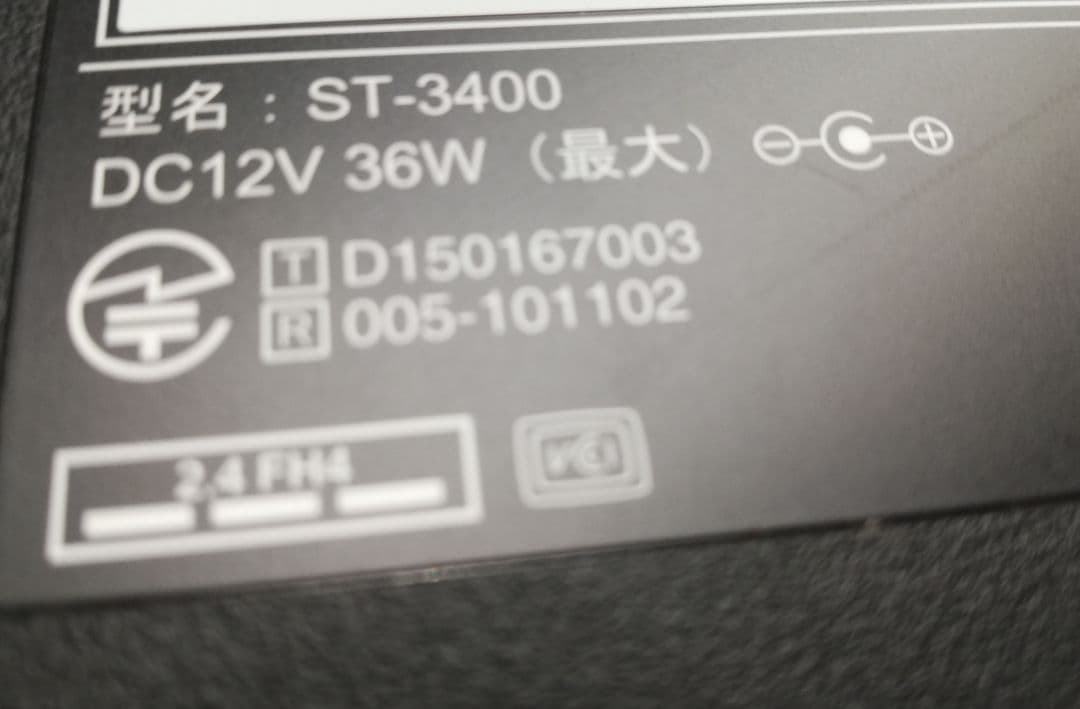 型名：ST-3400
DC12V 36W（最大）
T D150167003
R 005-101102
2.4 FH4
VCI